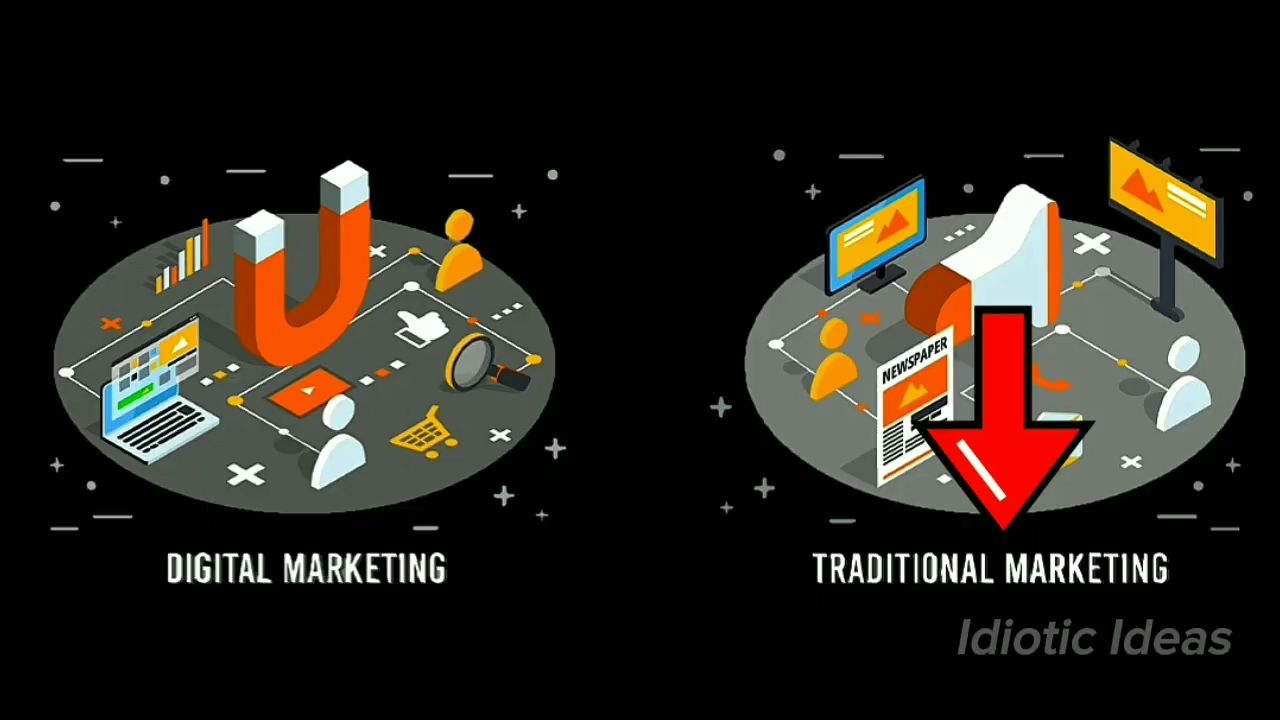 NEWSPAPER
DIGITAL MARKETING
TRADITIONAL MARKETING
Idiotic Ideas